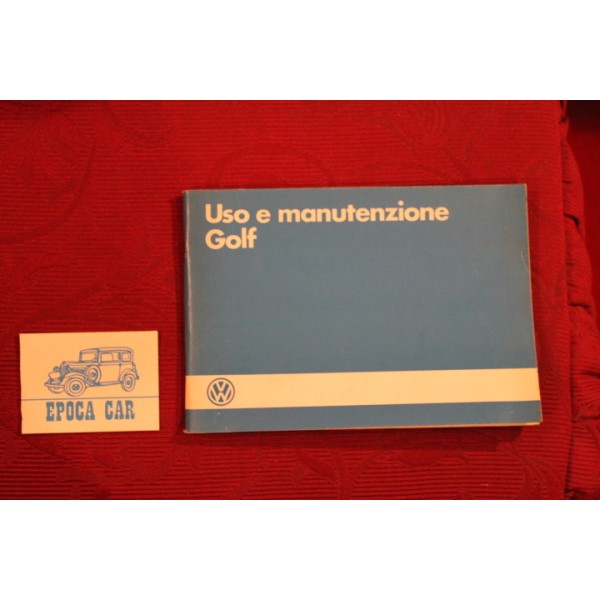 Uso e manutenzione
Golf
VW
EPOCA CAR